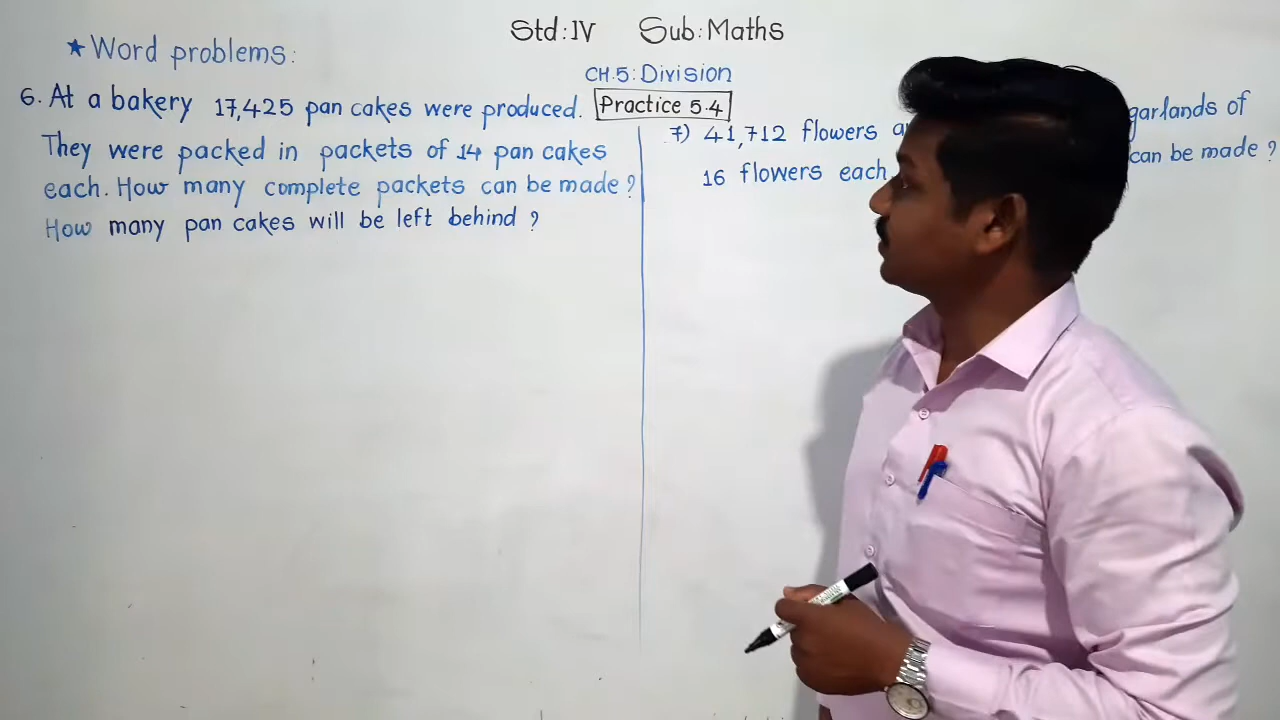 Std:IV Sub:Maths
★ Word problems:
CH.5: Division
Practice 5.4
6. At a bakery 17,425 pan cakes were produced.
They were packed in packets of 14 pan cakes
each. How many complete packets can be made ?
How many pan cakes will be left behind ?
7) 41,712 flowers garlands of
16 flowers each can be made ?